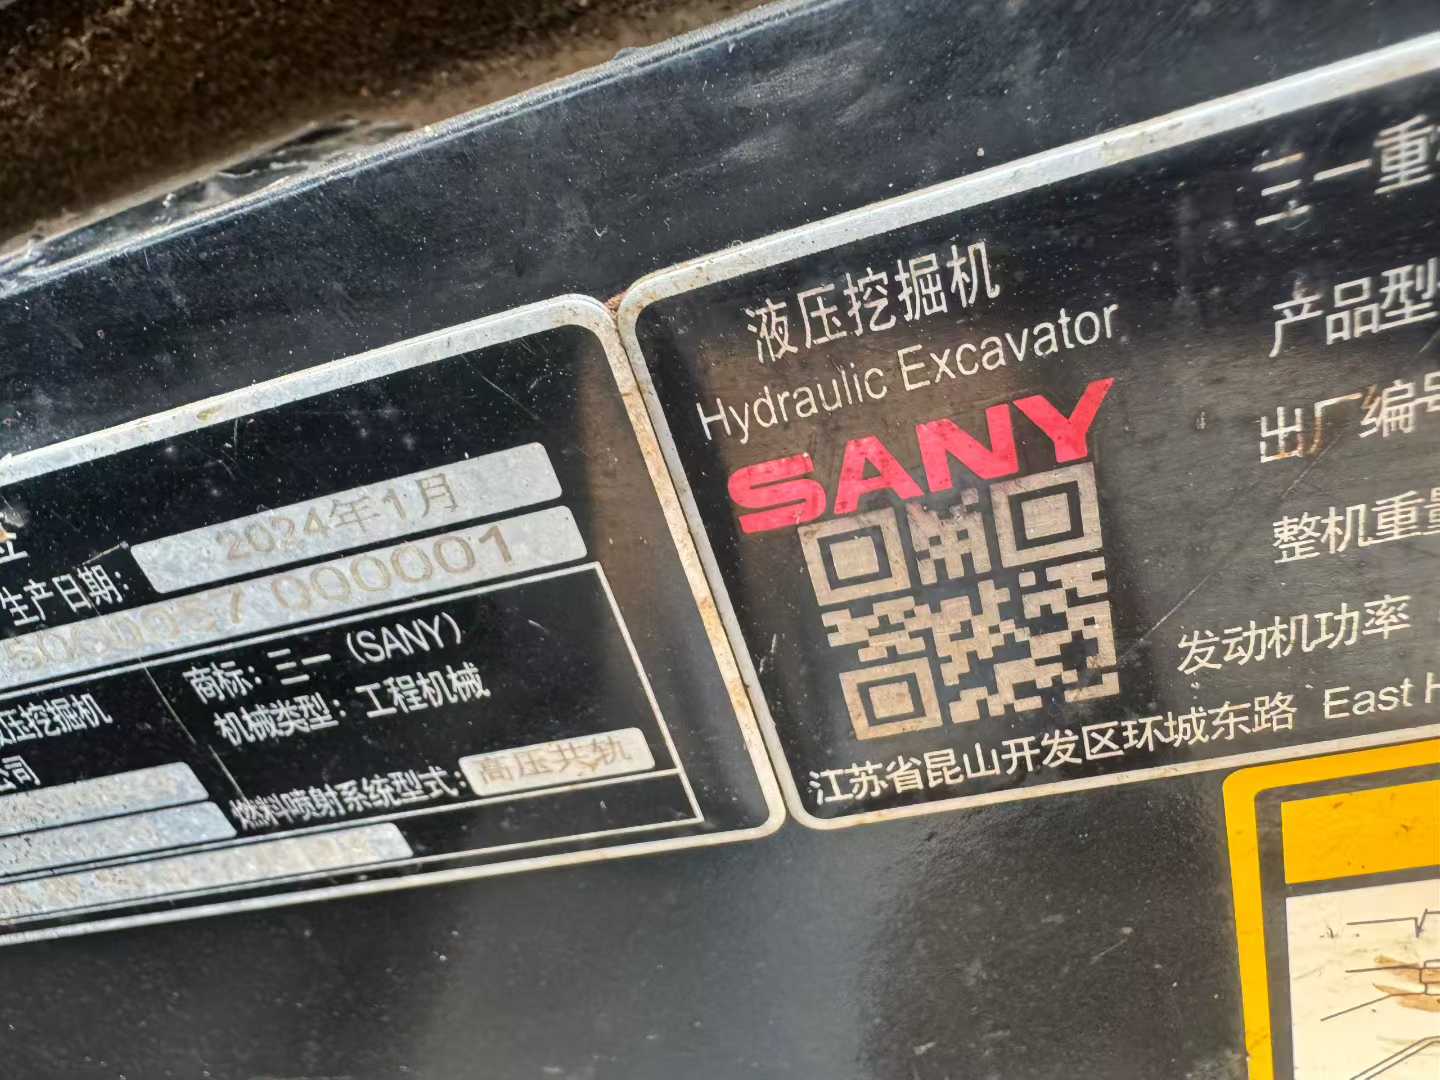 生产日期：
2024年1月
000001
商标：三一（SANY）
机械类型：工程机械
压挖掘机
公司
燃料喷射系统型式：
高压共轨
液压挖掘机
Hydraulic Excavator
SANY
三一重
产品型
出厂编号
整机重量
发动机功率
江苏省昆山开发区环城东路 East H